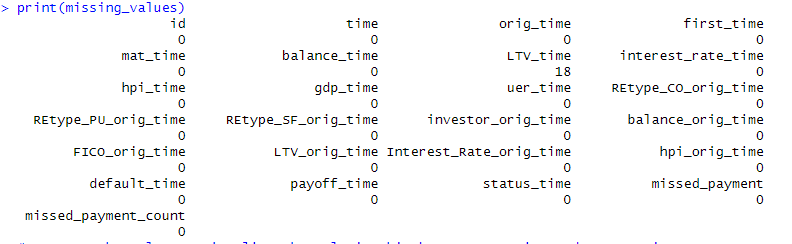 > print(missing_values)
id time orig_time first_time
0 0 0 0
mat_time balance_time LTV_time interest_rate_time
0 0 18 0
hpi_time gdp_time uer_time REtype_CO_orig_time
0 0 0 0
REtype_PU_orig_time REtype_SF_orig_time investor_orig_time balance_orig_time
0 0 0 0
FICO_orig_time LTV_orig_time Interest_Rate_orig_time hpi_orig_time
0 0 0 0
default_time payoff_time status_time missed_payment
0 0 0 0
missed_payment_count
0